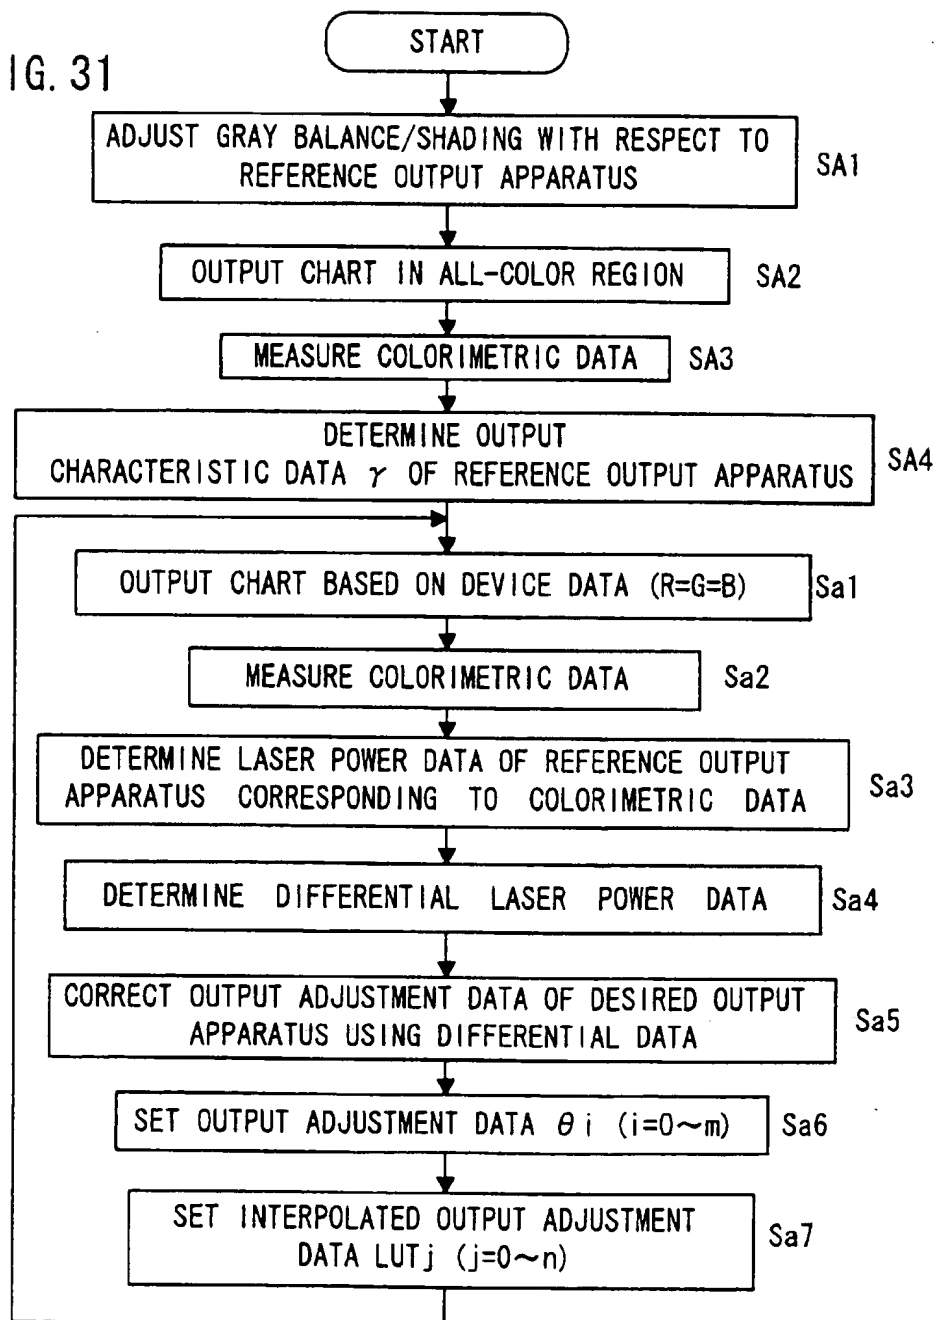 IG. 31
START
ADJUST GRAY BALANCE/SHADING WITH RESPECT TO
REFERENCE OUTPUT APPARATUS
SA1
OUTPUT CHART IN ALL-COLOR REGION
SA2
MEASURE COLORIMETRIC DATA
SA3
DETERMINE OUTPUT
CHARACTERISTIC DATA γ OF REFERENCE OUTPUT APPARATUS
SA4
OUTPUT CHART BASED ON DEVICE DATA (R=G=B)
Sa1
MEASURE COLORIMETRIC DATA
Sa2
DETERMINE LASER POWER DATA OF REFERENCE OUTPUT
APPARATUS CORRESPONDING TO COLORIMETRIC DATA
Sa3
DETERMINE DIFFERENTIAL LASER POWER DATA
Sa4
CORRECT OUTPUT ADJUSTMENT DATA OF DESIRED OUTPUT
APPARATUS USING DIFFERENTIAL DATA
Sa5
SET OUTPUT ADJUSTMENT DATA θi (i=0~m)
Sa6
SET INTERPOLATED OUTPUT ADJUSTMENT
DATA LUTj (j=0~n)
Sa7